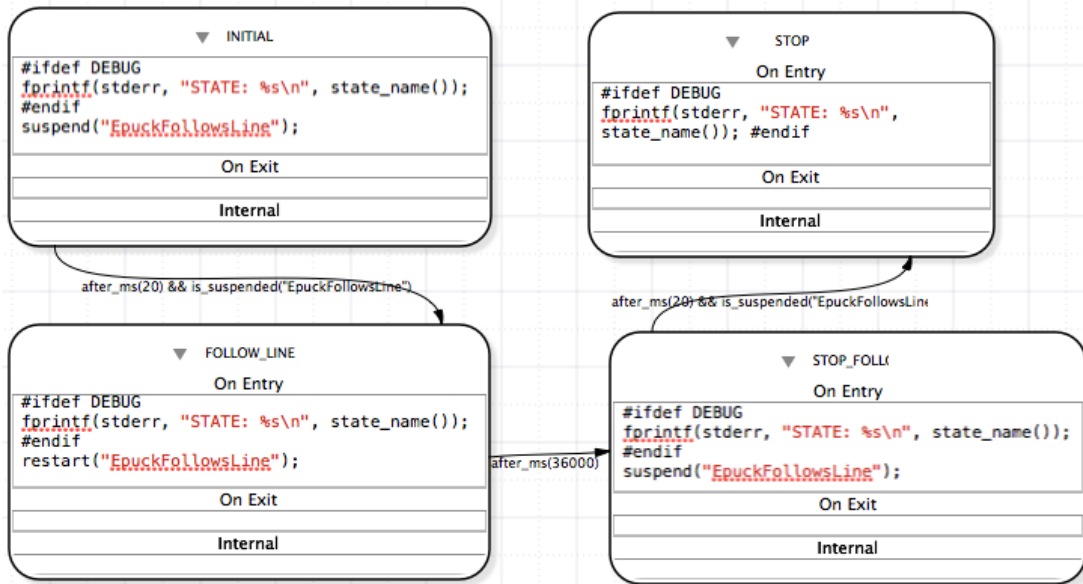 INITIAL
#ifdef DEBUG
fprintf(stderr, "STATE: %s\n", state_name());
#endif
suspend("EpuckFollowsLine");
On Exit
Internal
after_ms(20) && is_suspended("EpuckFollowsLine")
FOLLOW_LINE
On Entry
#ifdef DEBUG
fprintf(stderr, "STATE: %s\n", state_name());
#endif
restart("EpuckFollowsLine");
On Exit
Internal
after_ms(36000)
STOP
On Entry
#ifdef DEBUG
fprintf(stderr, "STATE: %s\n",
state_name()); #endif
On Exit
Internal
after_ms(20) && is_suspended("EpuckFollowsLine
STOP_FOLL
On Entry
#ifdef DEBUG
fprintf(stderr, "STATE: %s\n", state_name());
#endif
suspend("EpuckFollowsLine");
On Exit
Internal